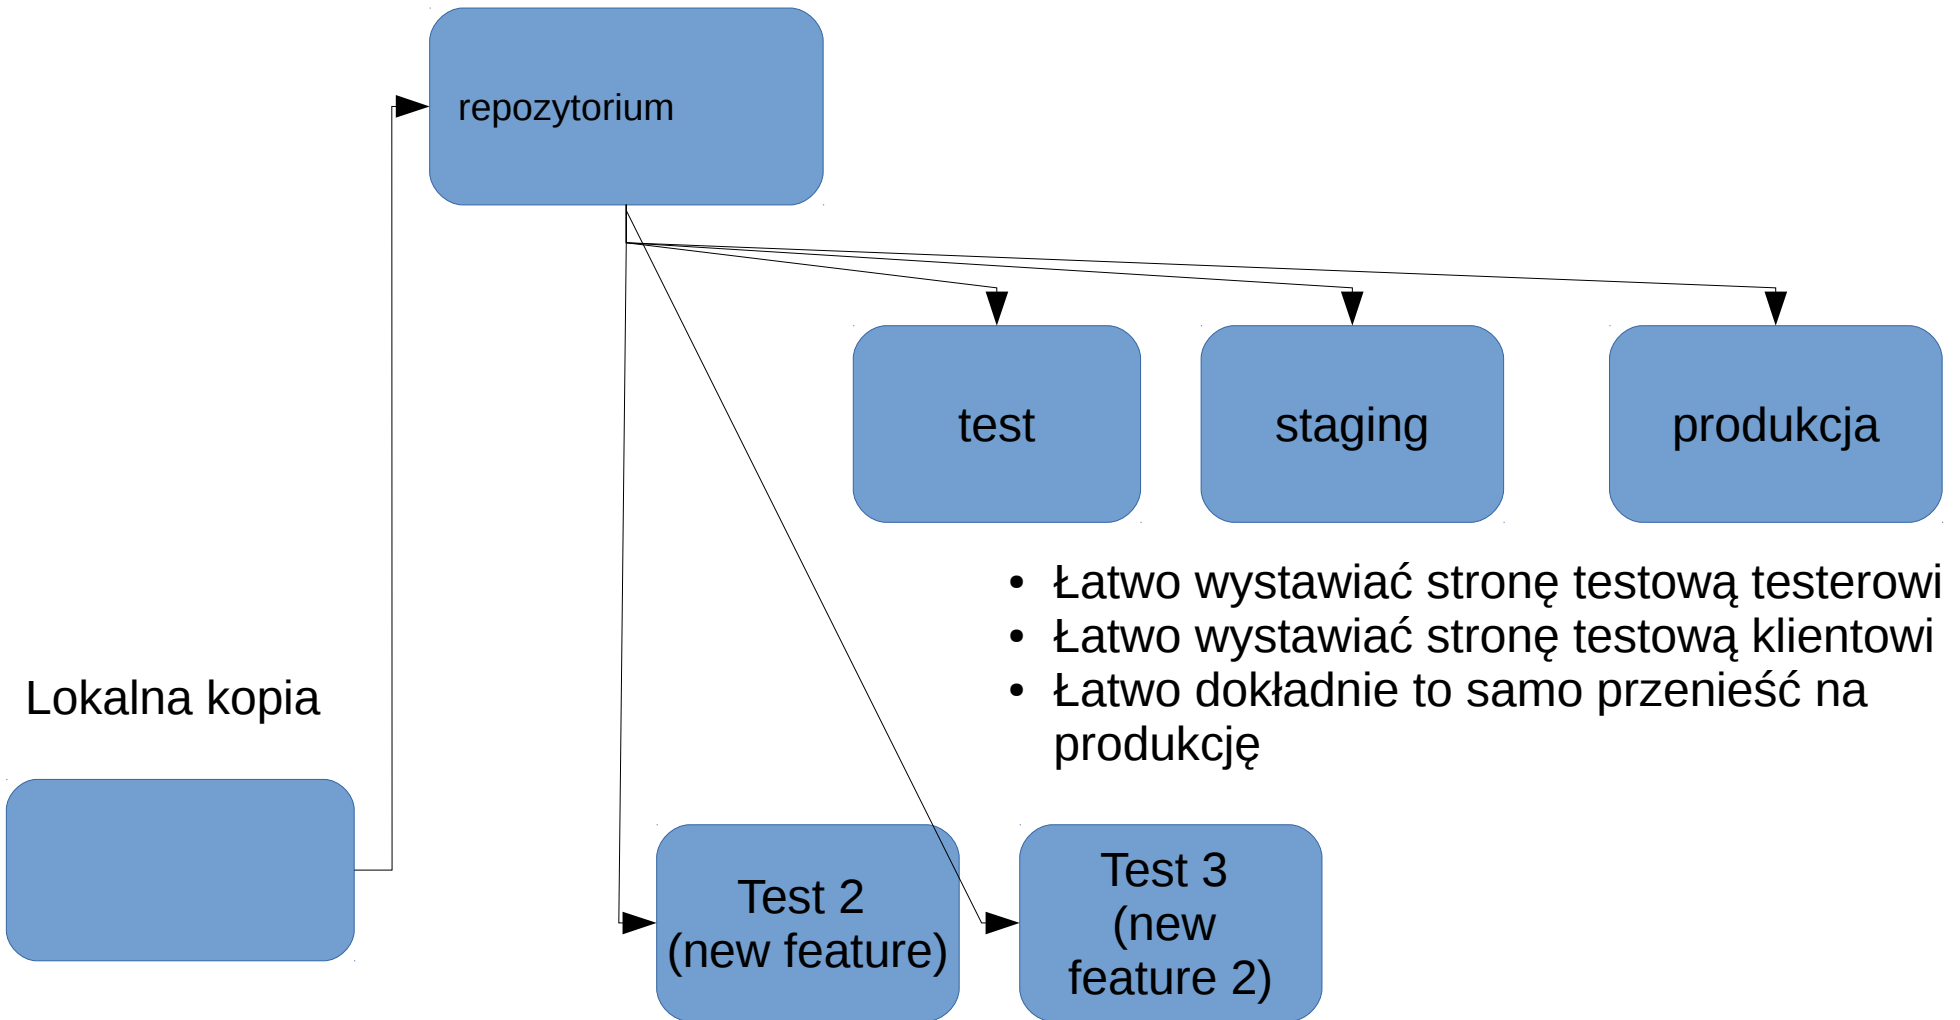 repozytorium
test
staging
produkcja
• Łatwo wystawiać stronę testową testerowi
• Łatwo wystawiać stronę testową klientowi
• Łatwo dokładnie to samo przenieść na
produkcję
Lokalna kopia
Test 2
(new feature)
Test 3
(new
feature 2)